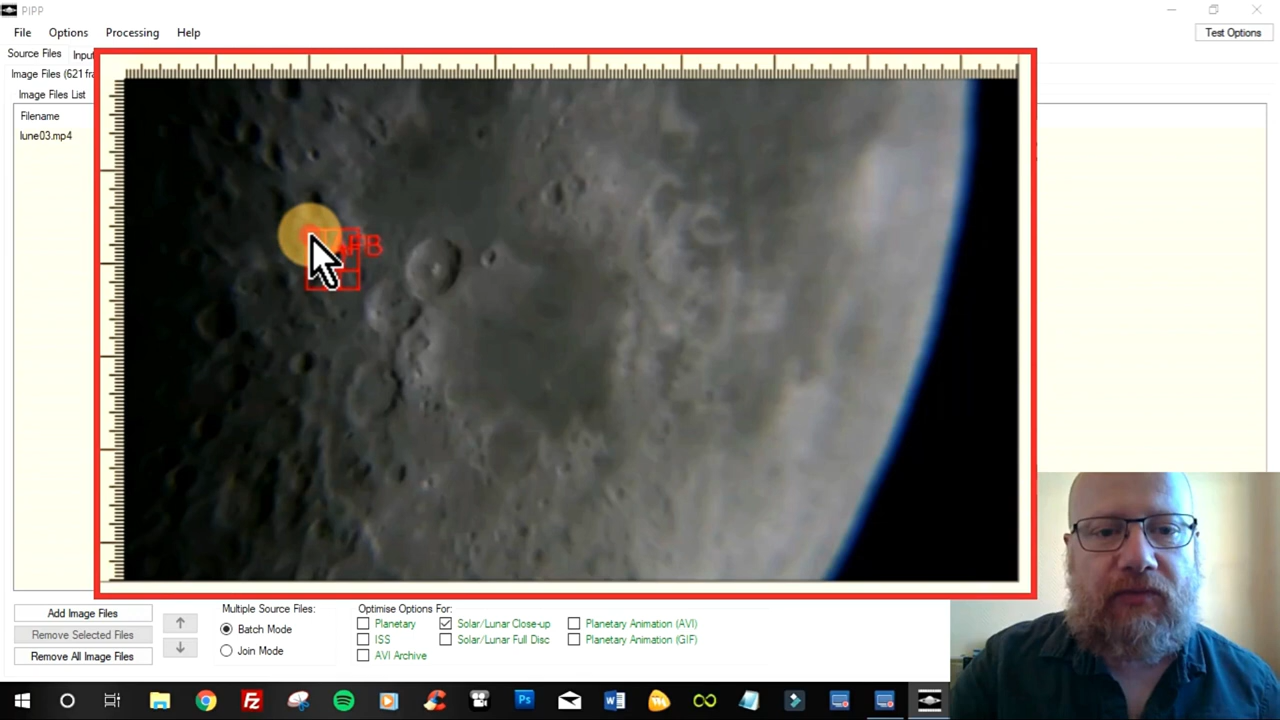 PIPP
File Options Processing Help
Test Options
Source Files
Image Files (621
Image Files List
Filename
lune03.mp4
Add Image Files
Remove Selected Files
Remove All Image Files
Multiple Source Files:
Batch Mode
Join Mode
Optimise Options For:
Planetary Solar/Lunar Close-up Planetary Animation (AVI)
ISS Solar/Lunar Full Disc Planetary Animation (GIF)
AVI Archive